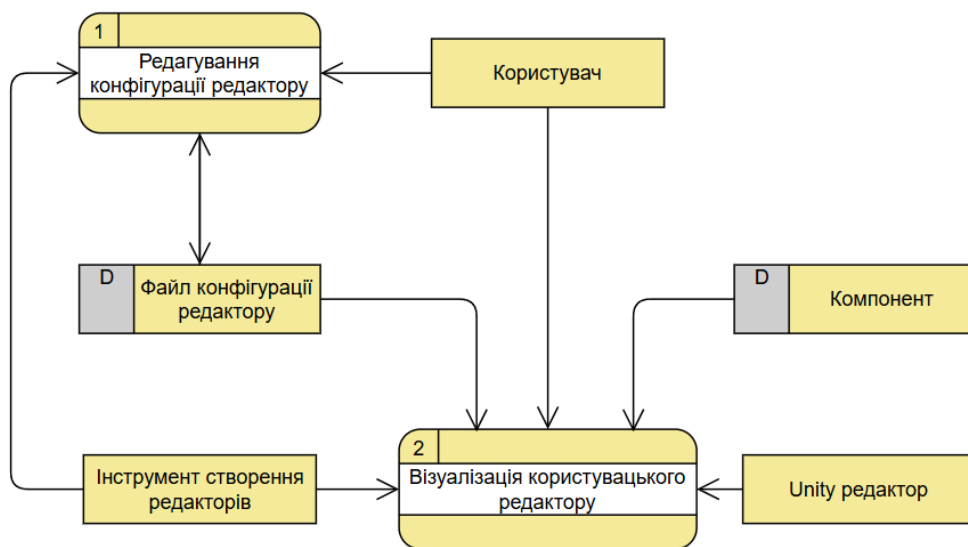 1
Редагування
конфігурації редактору
Користувач
D
Файл конфігурації
редактору
D
Компонент
Інструмент створення
редакторів
2
Візуалізація користувацького
редактору
Unity редактор